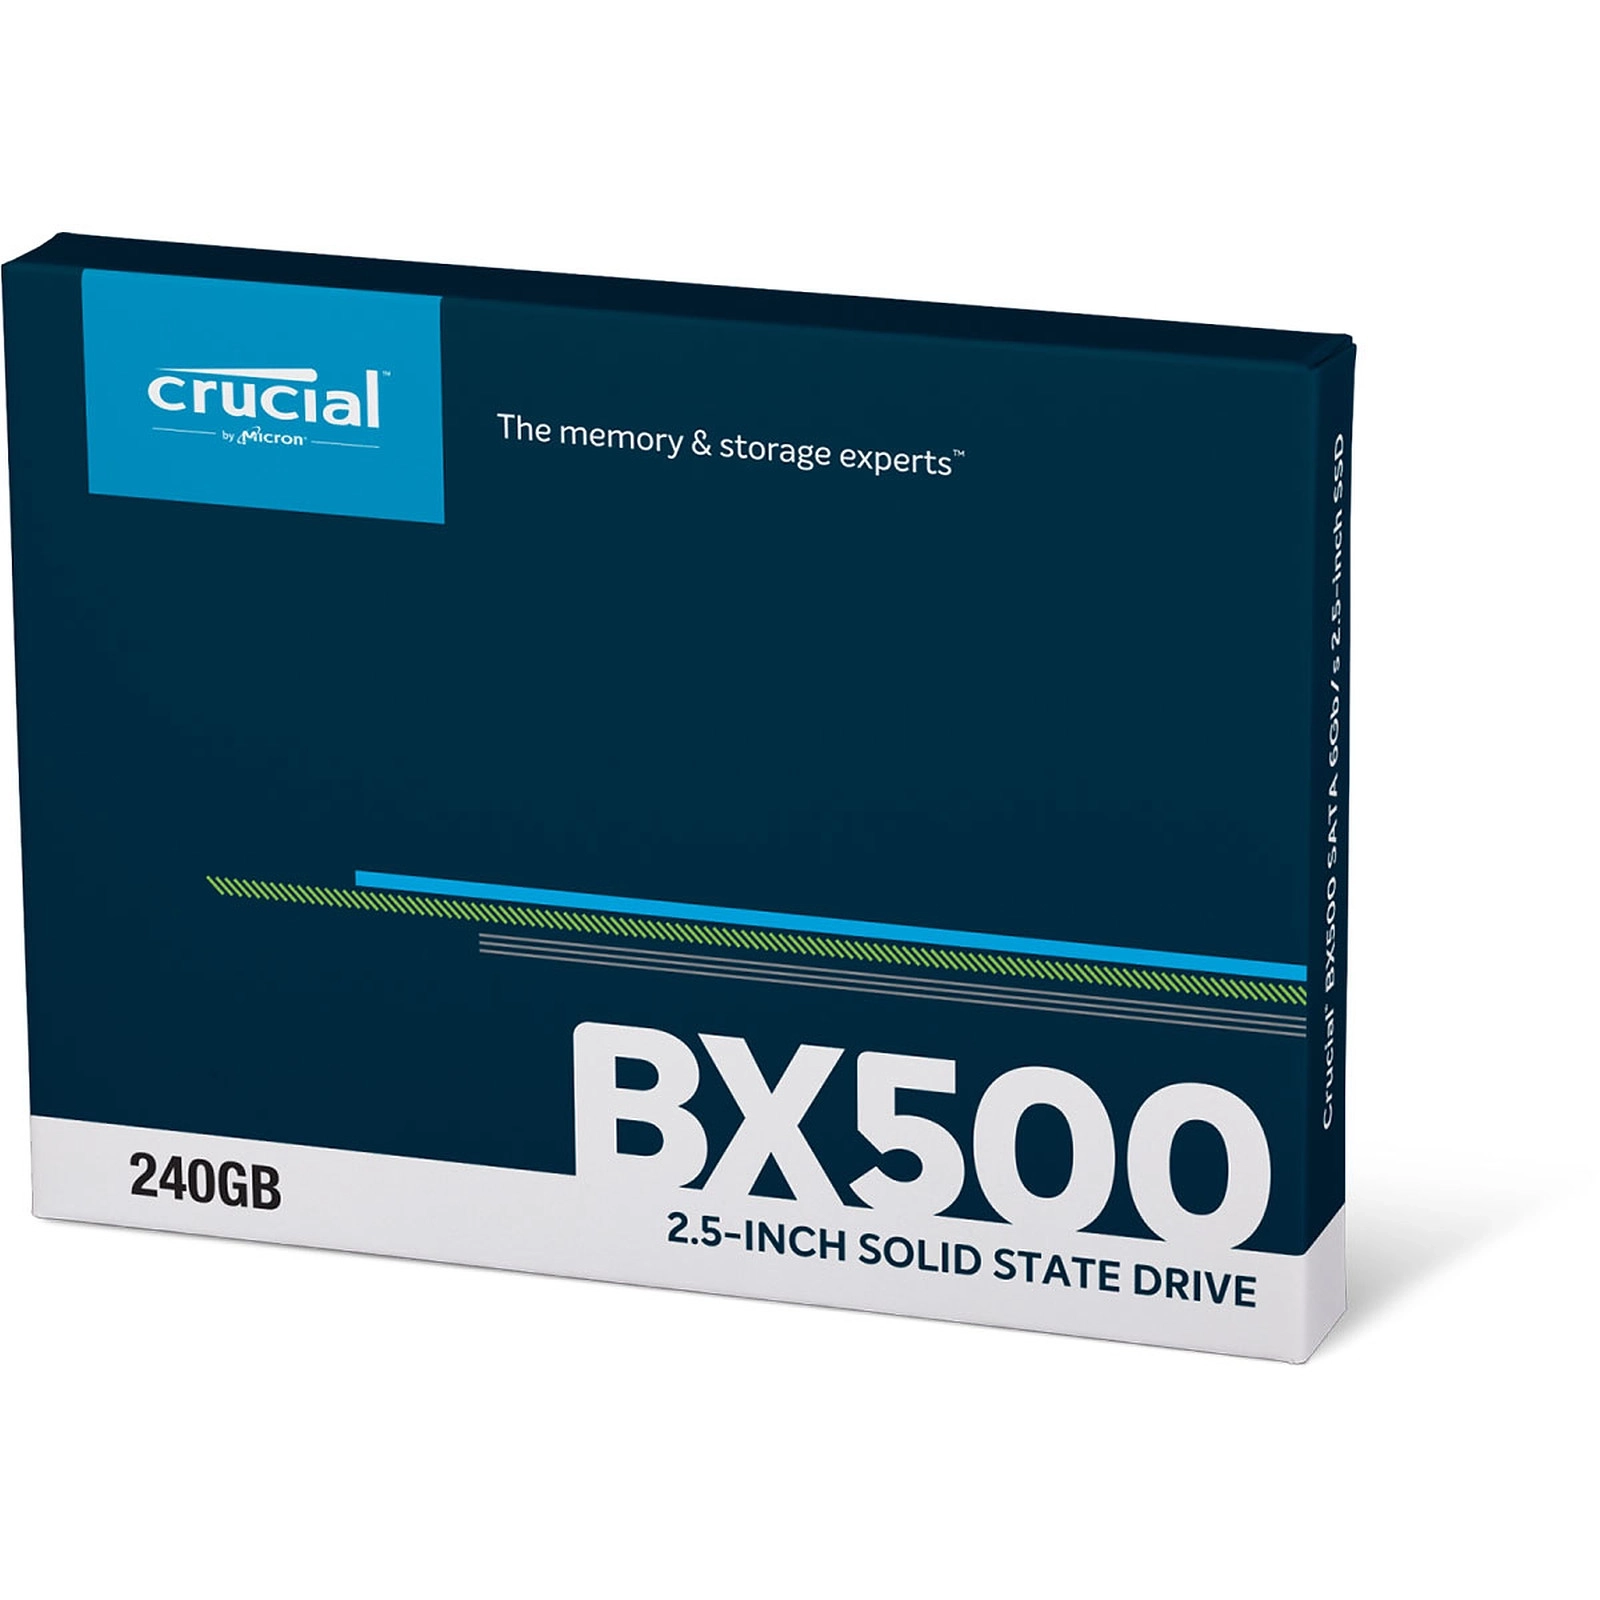 crucial™
by Micron®
The memory & storage experts™
BX500
240GB
2.5-INCH SOLID STATE DRIVE
Crucial® BX500 SATA 6Gb/s 2.5-inch SSD